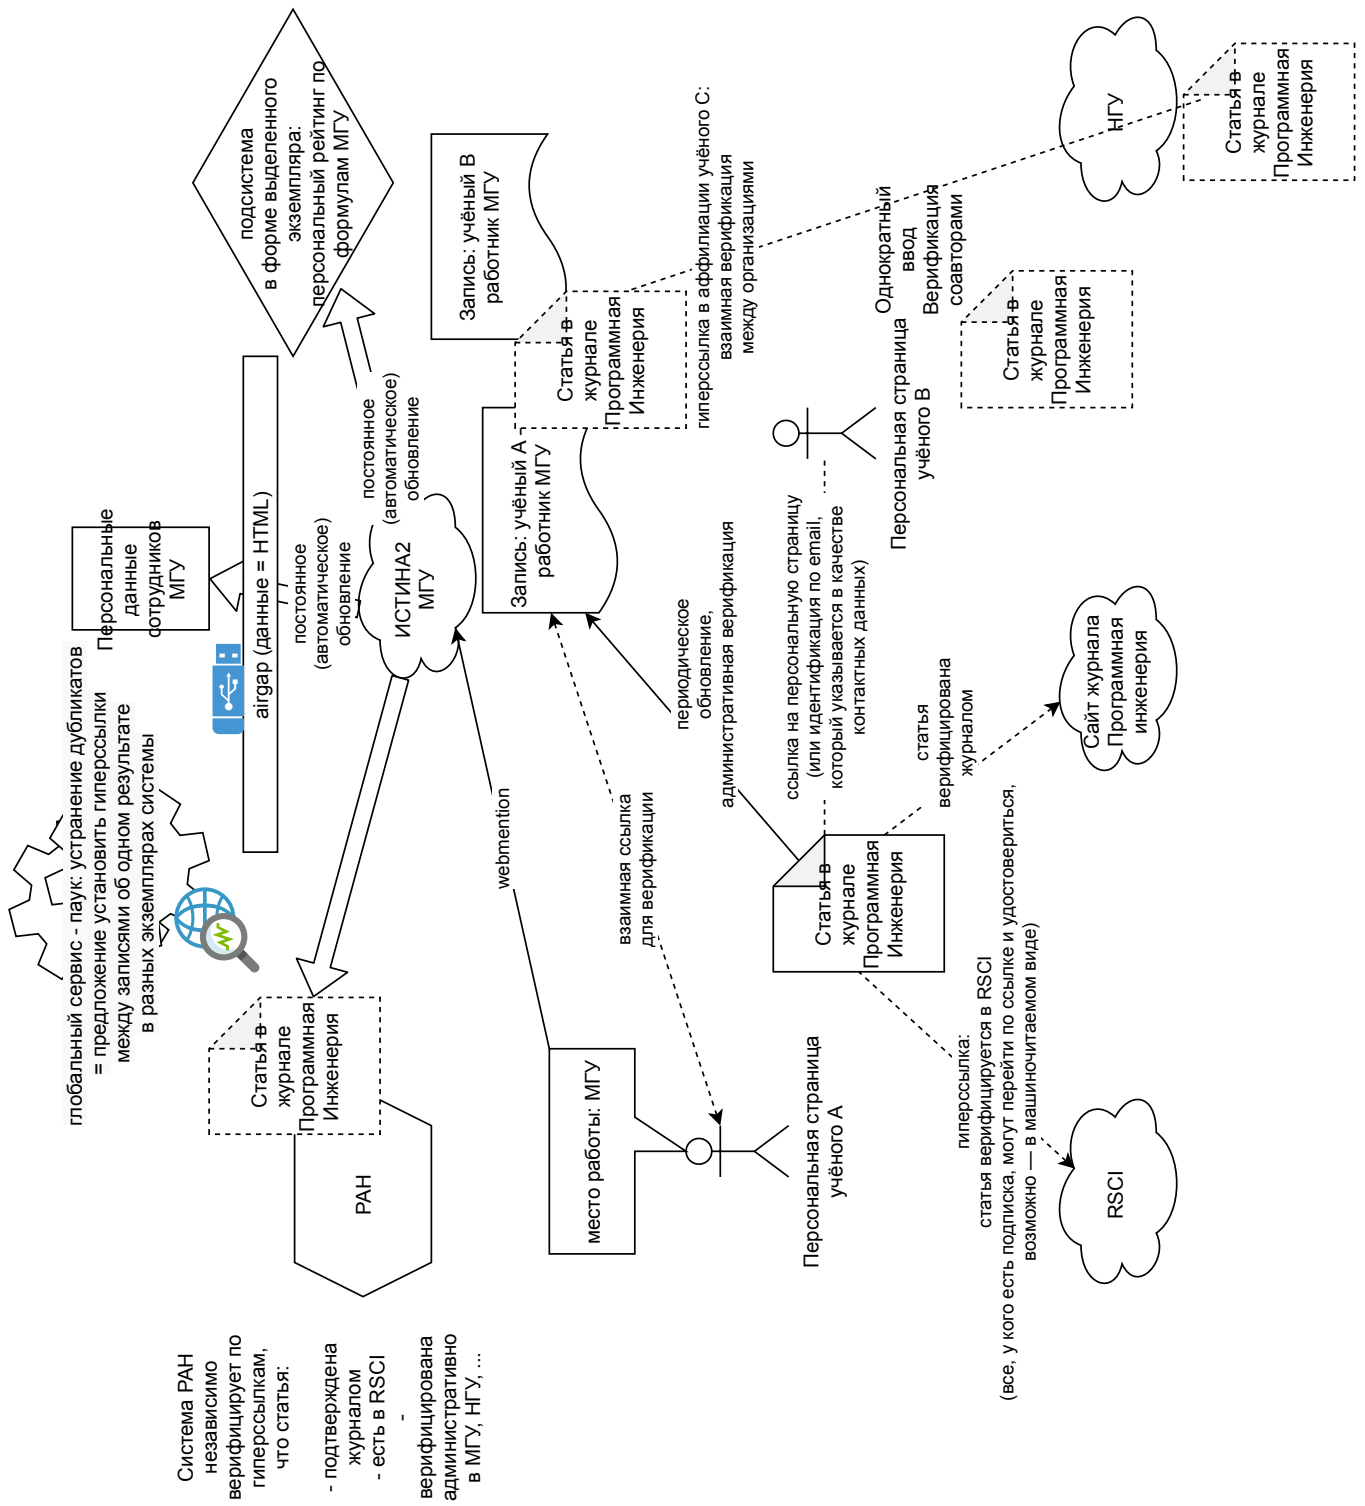 Система РАН
независимо
верифицирует по
гиперссылкам,
что статья:
- подтверждена
журналом
- есть в RSCI
-
верифицирована
административно
в МГУ, НГУ, ...
глобальный сервис - паук: устранение дубликатов
= предложение установить гиперссылки
между записями об одном результате
в разных экземплярах системы
Персональные
данные
сотрудников
МГУ
airgap (данные = HTML)
подсистема
в форме выделенного
экземпляра:
персональный рейтинг по
формулам МГУ
постоянное
(автоматическое)
обновление
постоянное
(автоматическое)
обновление
ИСТИНА2
МГУ
Статья в
журнале
Программная
Инженерия
РАН
webmention
Запись: учёный A
работник МГУ
Запись: учёный B
работник МГУ
Статья в
журнале
Программная
Инженерия
место работы: МГУ
взаимная ссылка
для верификации
периодическое
обновление,
административная верификация
гиперсссылка в аффилиации учёного C:
взаимная верификация
между организациями
Персональная страница
учёного A
ссылка на персональную страницу
(или идентификация по email,
который указывается в качестве
контактных данных)
Персональная страница
учёного B
Однократный
ввод
Верификация
соавторами
Статья в
журнале
Программная
Инженерия
Статья в
журнале
Программная
Инженерия
статья
верифицирована
журналом
гиперссылка:
статья верифицируется в RSCI
(все, у кого есть подписка, могут перейти по ссылке и удостовериться,
возможно — в машиночитаемом виде)
RSCI
Сайт журнала
Программная
инженерия
НГУ
Статья в
журнале
Программная
Инженерия